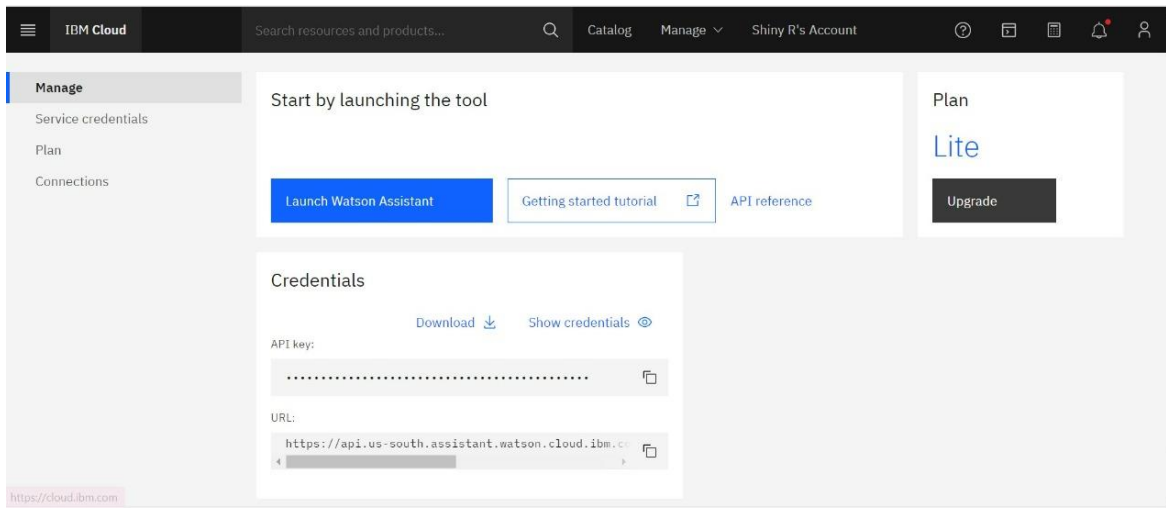 IBM Cloud
Search resources and products...
Catalog
Manage
Shiny R's Account
Manage
Service credentials
Plan
Connections
Start by launching the tool
Launch Watson Assistant
Getting started tutorial
API reference
Plan
Lite
Upgrade
Credentials
Download
Show credentials
API key:
............................................
URL:
https://api.us-south.assistant.watson.cloud.ibm.c
https://cloud.ibm.com